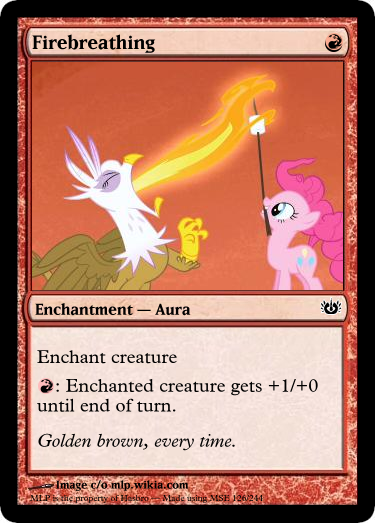 Firebreathing
Enchantment — Aura
Enchant creature
: Enchanted creature gets +1/+0
until end of turn.
Golden brown, every time.
Image c/o mlp.wikia.com
MLP is the property of Hasbro — Made using MSE 126/244